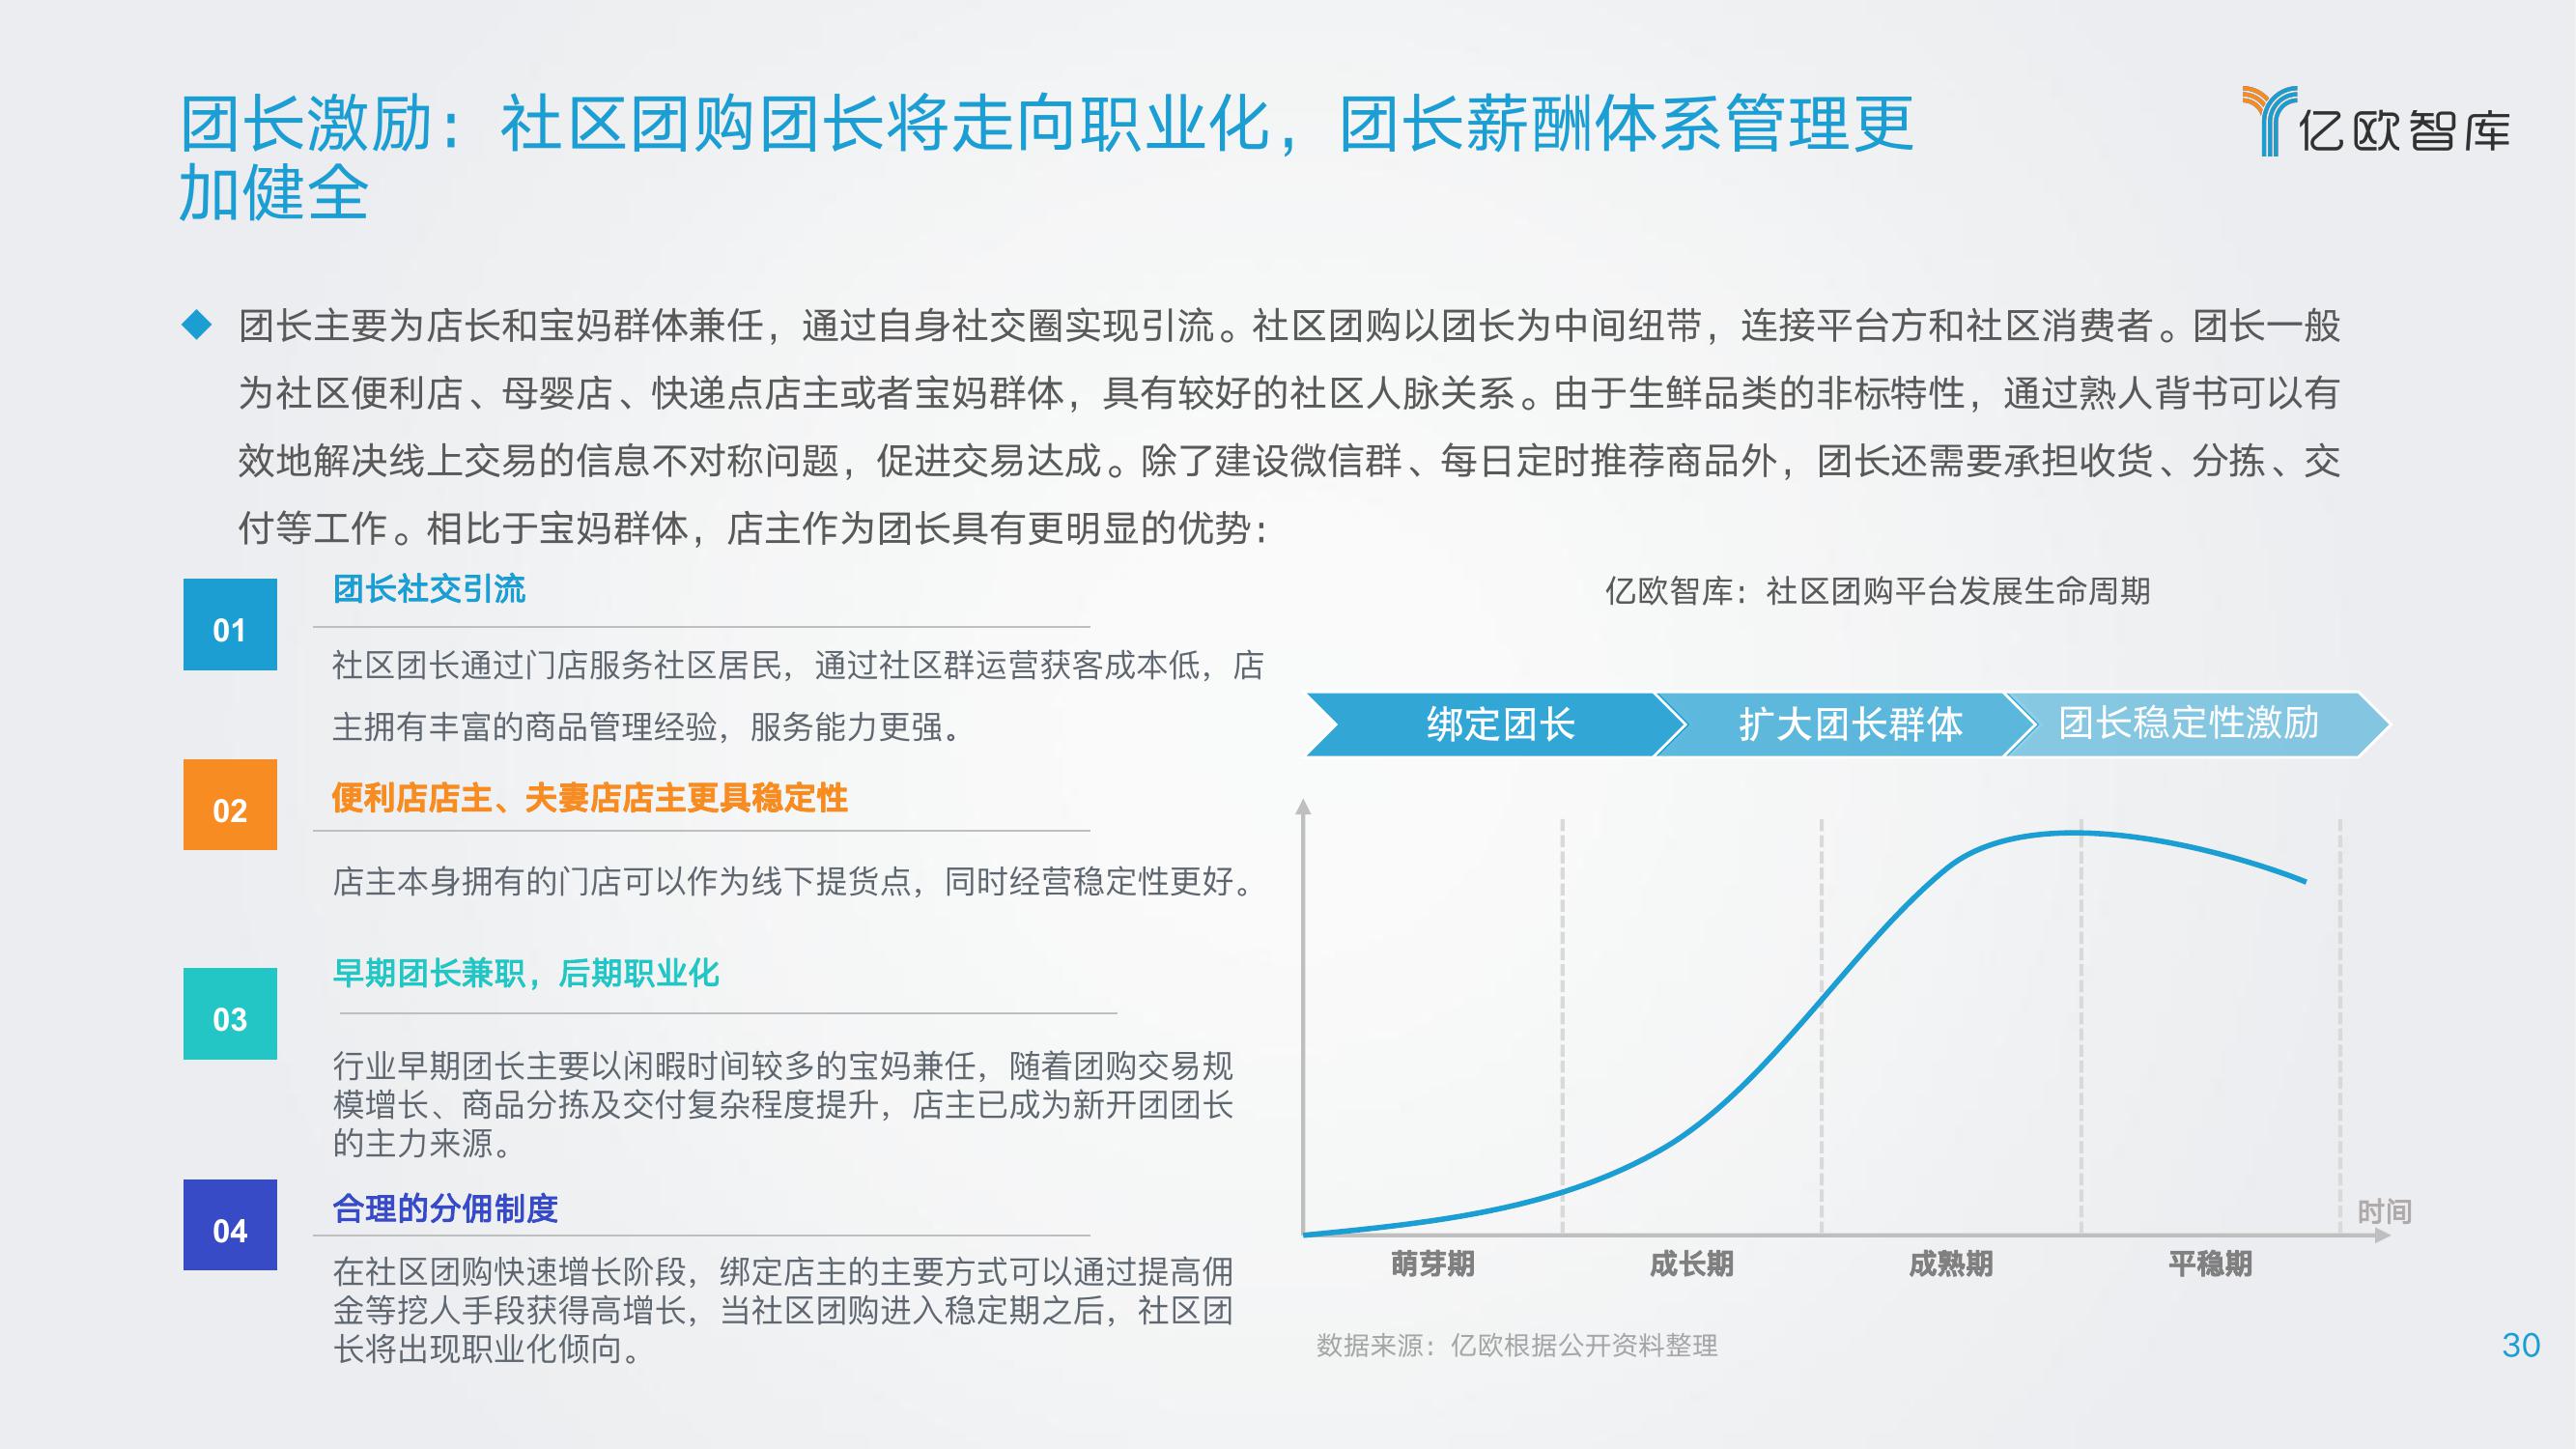 团长激励：社区团购团长将走向职业化，团长薪酬体系管理更
加健全
亿欧智库
团长主要为店长和宝妈群体兼任，通过自身社交圈实现引流。社区团购以团长为中间纽带，连接平台方和社区消费者。团长一般
为社区便利店、母婴店、快递点店主或者宝妈群体，具有较好的社区人脉关系。由于生鲜品类的非标特性，通过熟人背书可以有
效地解决线上交易的信息不对称问题，促进交易达成。除了建设微信群、每日定时推荐商品外，团长还需要承担收货、分拣、交
付等工作。相比于宝妈群体，店主作为团长具有更明显的优势：
01
团长社交引流
社区团长通过门店服务社区居民，通过社区群运营获客成本低，店
主拥有丰富的商品管理经验，服务能力更强。
02
便利店店主、夫妻店店主更具稳定性
店主本身拥有的门店可以作为线下提货点，同时经营稳定性更好。
03
早期团长兼职，后期职业化
行业早期团长主要以闲暇时间较多的宝妈兼任，随着团购交易规
模增长、商品分拣及交付复杂程度提升，店主已成为新开团团长
的主力来源。
04
合理的分佣制度
在社区团购快速增长阶段，绑定店主的主要方式可以通过提高佣
金等挖人手段获得高增长，当社区团购进入稳定期之后，社区团
长将出现职业化倾向。
亿欧智库：社区团购平台发展生命周期
绑定团长
扩大团长群体
团长稳定性激励
时间
萌芽期
成长期
成熟期
平稳期
数据来源：亿欧根据公开资料整理
30